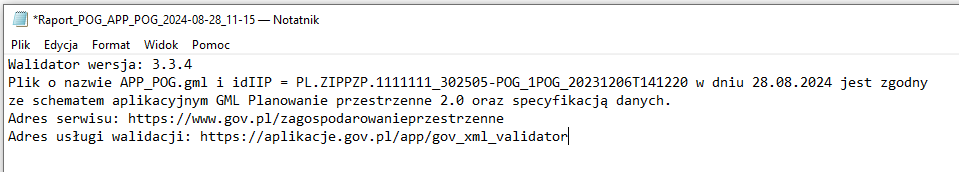 *Raport_POG_APP_POG_2024-08-28_11-15 — Notatnik
Plik Edycja Format Widok Pomoc
Walidator wersja: 3.3.4
Plik o nazwie APP_POG.gml i idIIP = PL.ZIPPZP.1111111_302505-POG_1POG_20231206T141220 w dniu 28.08.2024 jest zgodny
ze schematem aplikacyjnym GML Planowanie przestrzenne 2.0 oraz specyfikacją danych.
Adres serwisu: https://www.gov.pl/zagospodarowanieprzestrzenne
Adres usługi walidacji: https://aplikacje.gov.pl/app/gov_xml_validator